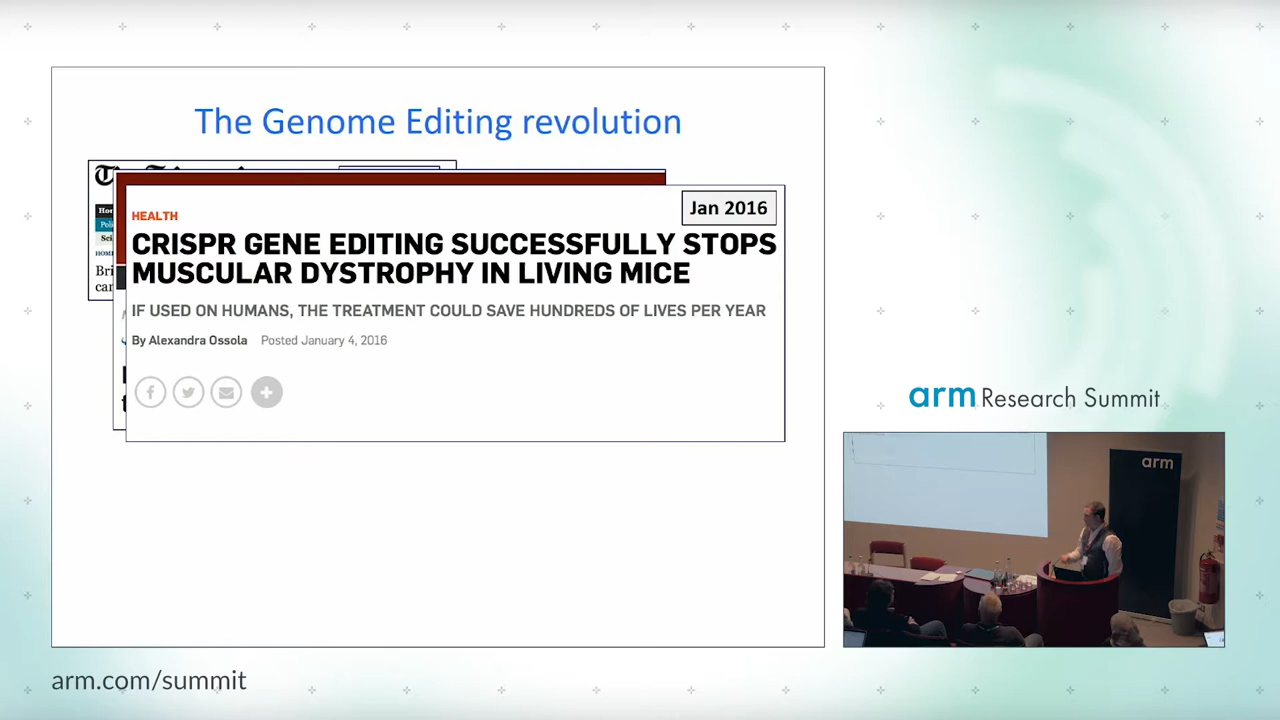 The Genome Editing revolution
Jan 2016
HEALTH
CRISPR GENE EDITING SUCCESSFULLY STOPS
MUSCULAR DYSTROPHY IN LIVING MICE
IF USED ON HUMANS, THE TREATMENT COULD SAVE HUNDREDS OF LIVES PER YEAR
By Alexandra Ossola Posted January 4, 2016
arm Research Summit
arm
arm.com/summit